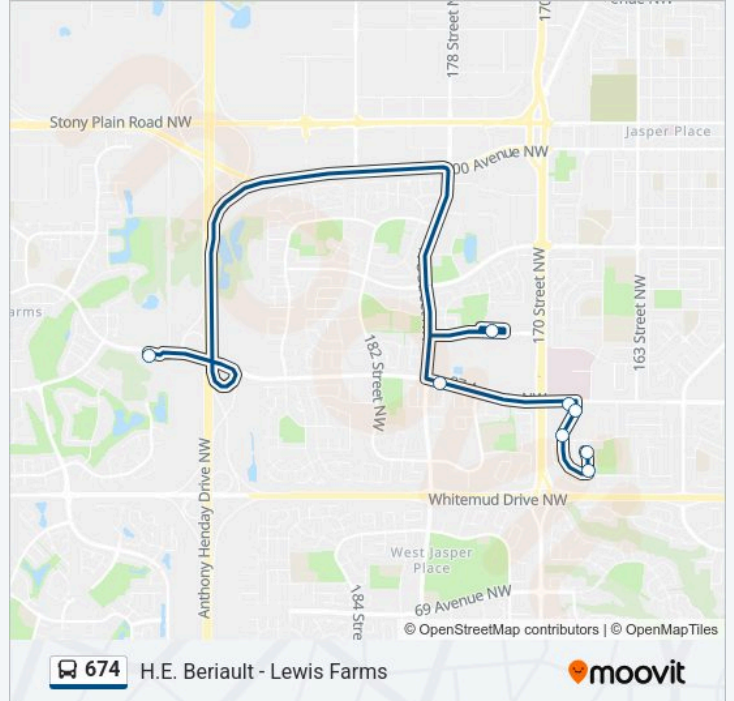 178 Street N
170
Stony Plain Road NW
Jasper Place
00 Avenue NW
170 Street NW
163 Street NW
arms
182 Street NW
NW
Anthony Henday Drive NW
Whitemud Drive NW
West Jasper
Place
69 Avenue NW
184 Stre
© OpenStreetMap contributors | © OpenMapTiles
674 H.E. Beriault - Lewis Farms
moovit